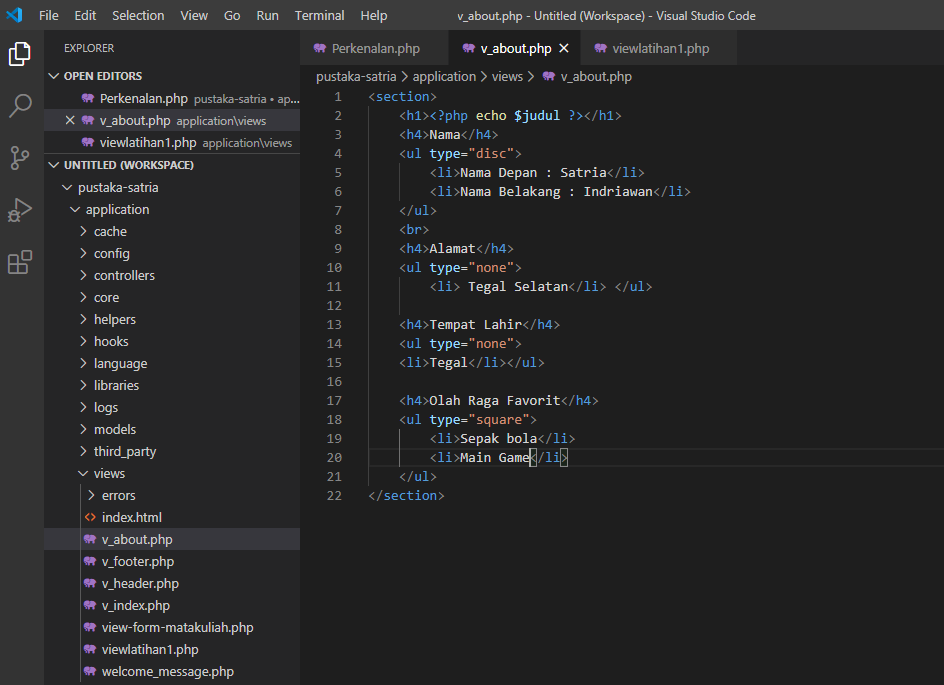 File Edit Selection View Go Run Terminal Help v_about.php - Untitled (Workspace) - Visual Studio Code
EXPLORER
OPEN EDITORS
Perkenalan.php pustaka-satria • ap...
v_about.php application\views
viewlatihan1.php application\views
UNTITLED (WORKSPACE)
pustaka-satria
application
cache
config
controllers
core
helpers
hooks
language
libraries
logs
models
third_party
views
errors
index.html
v_about.php
v_footer.php
v_header.php
v_index.php
view-form-matakuliah.php
viewlatihan1.php
welcome_message.php
Perkenalan.php v_about.php viewlatihan1.php
pustaka-satria > application > views > v_about.php
1 <section>
2 <h1><?php echo $judul ?></h1>
3 <h4>Nama</h4>
4 <ul type="disc">
5 <li>Nama Depan : Satria</li>
6 <li>Nama Belakang : Indriawan</li>
7 </ul>
8 <br>
9 <h4>Alamat</h4>
10 <ul type="none">
11 <li> Tegal Selatan</li> </ul>
12
13 <h4>Tempat Lahir</h4>
14 <ul type="none">
15 <li>Tegal</li></ul>
16
17 <h4>Olah Raga Favorit</h4>
18 <ul type="square">
19 <li>Sepak bola</li>
20 <li>Main Game</li>
21 </ul>
22 </section>